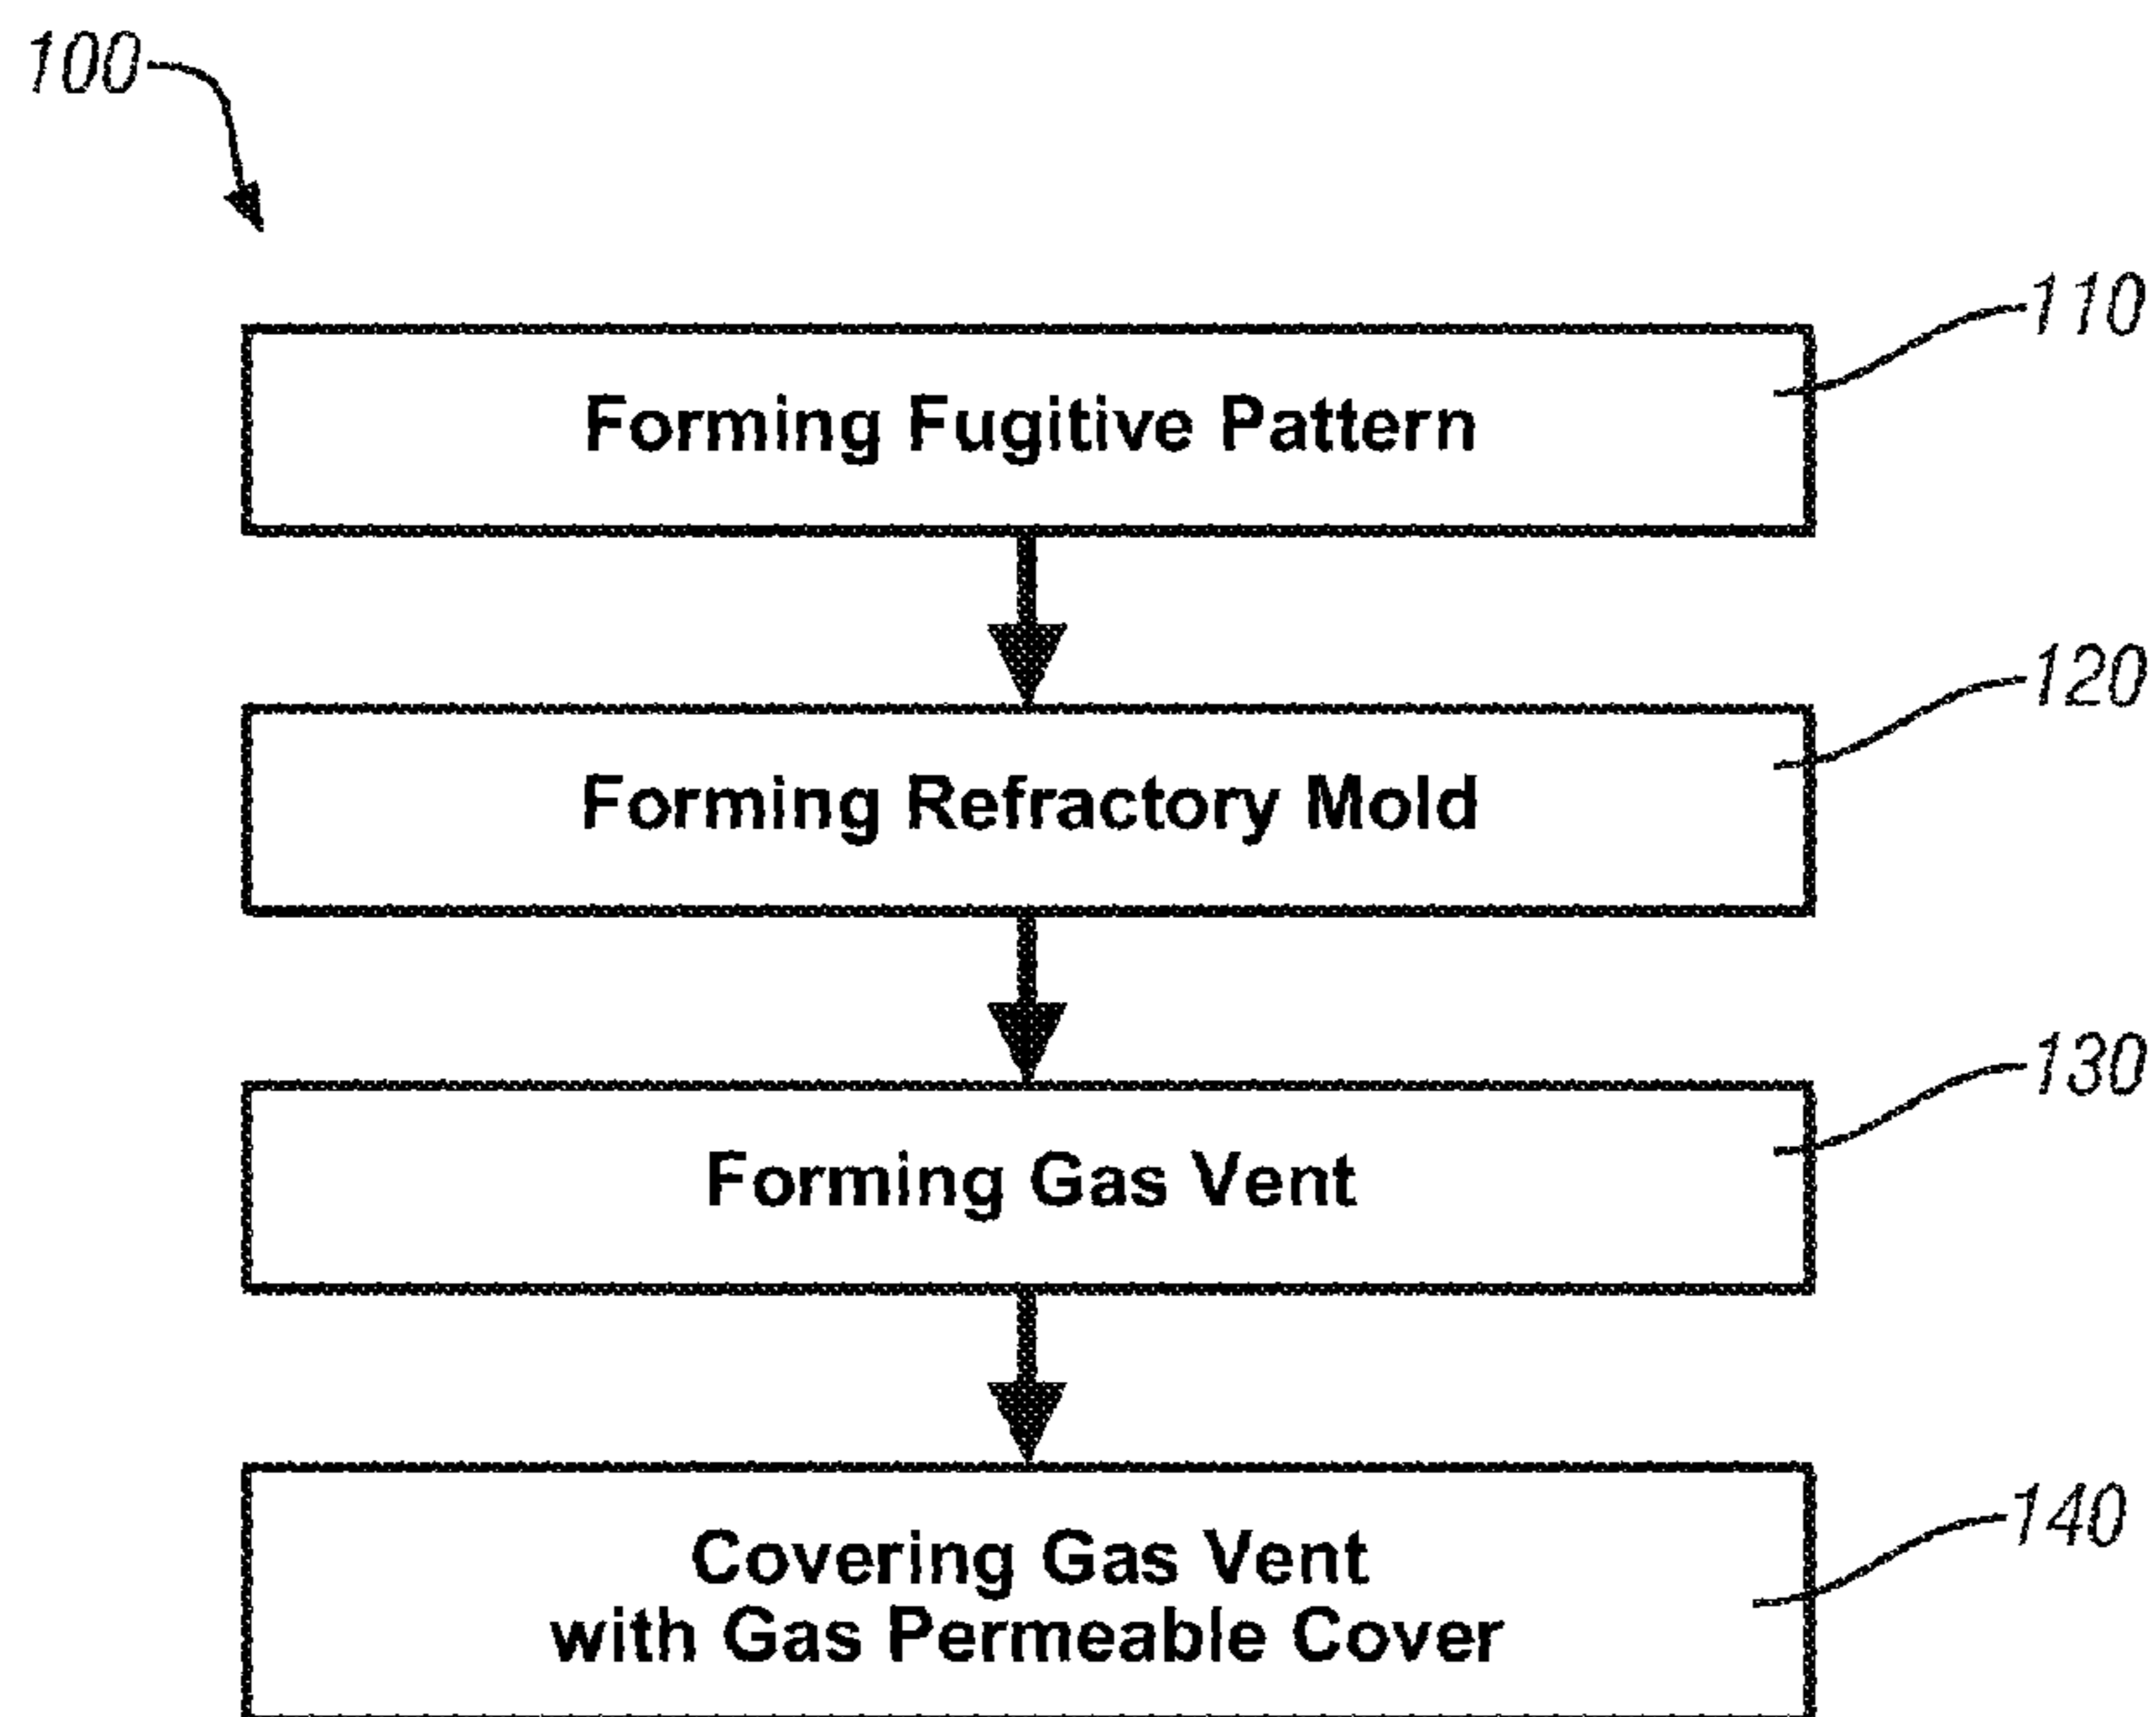 100
110
Forming Fugitive Pattern
120
Forming Refractory Mold
130
Forming Gas Vent
140
Covering Gas Vent
with Gas Permeable Cover